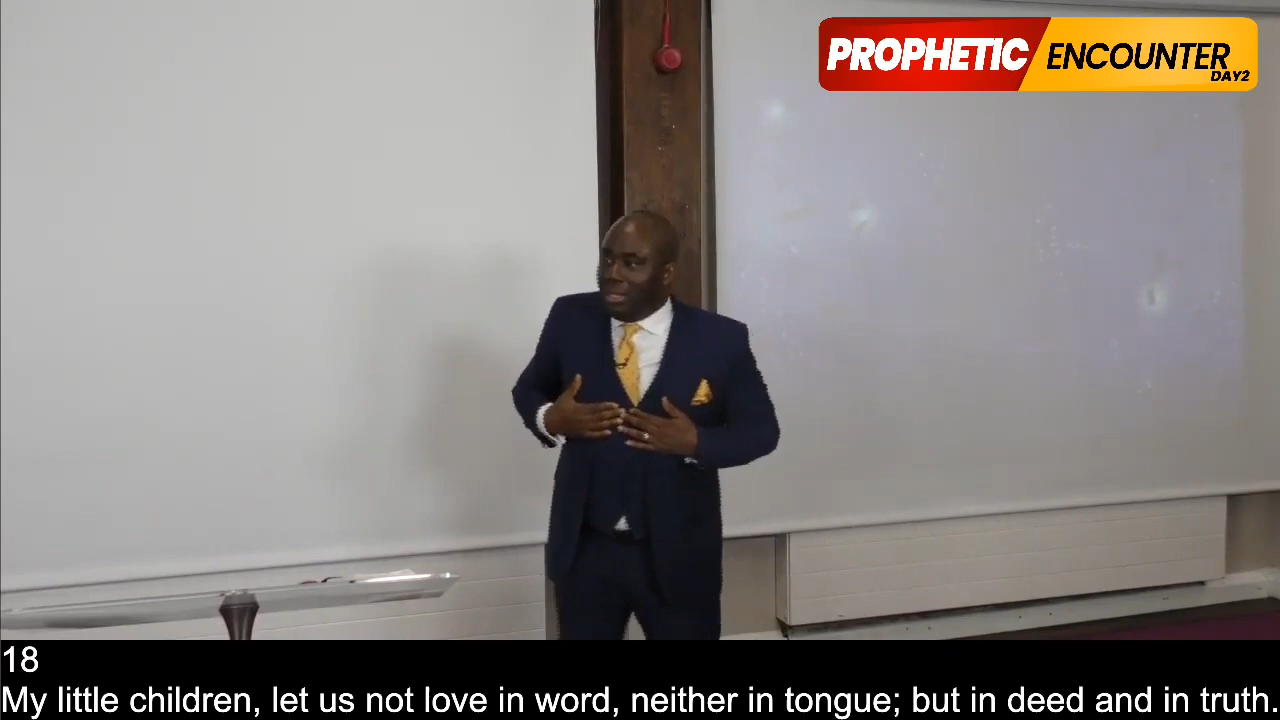 PROPHETIC ENCOUNTER
DAY2
18
My little children, let us not love in word, neither in tongue; but in deed and in truth.